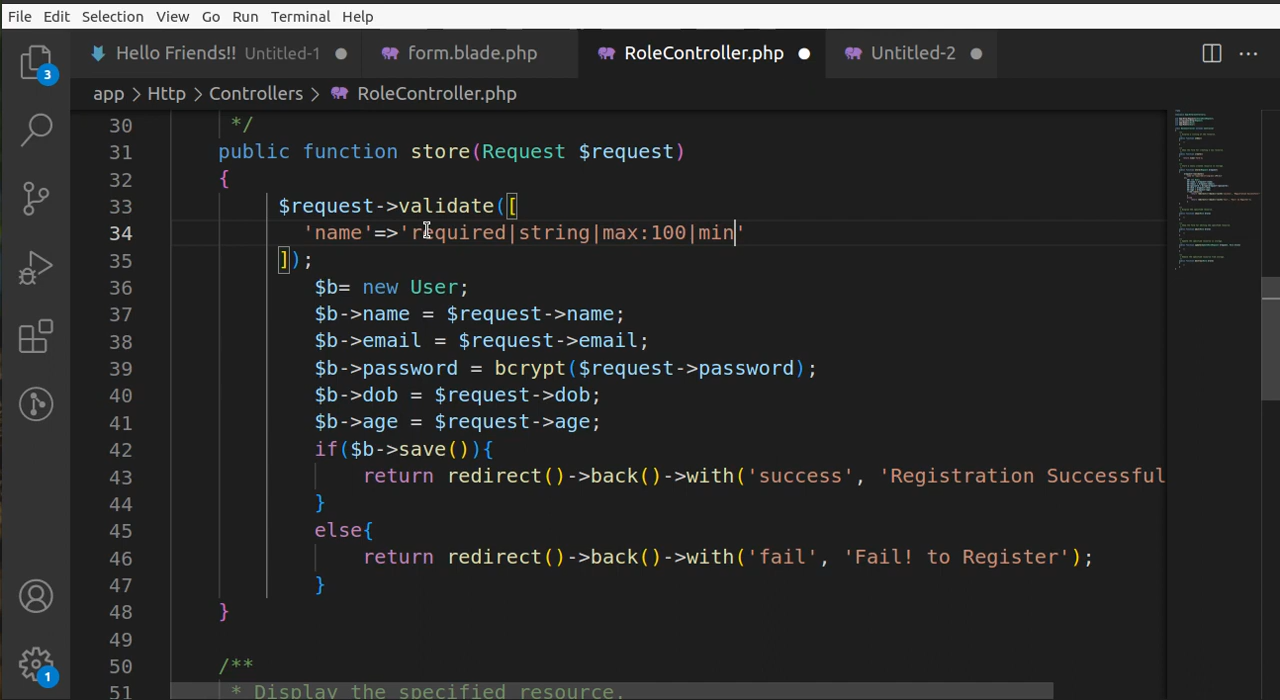 File Edit Selection View Go Run Terminal Help
Hello Friends!! Untitled-1 form.blade.php RoleController.php Untitled-2
3
app > Http > Controllers > RoleController.php
30 */
31 public function store(Request $request)
32 {
33 $request->validate([
34 'name'=>'required|string|max:100|min'
35 ]);
36 $b= new User;
37 $b->name = $request->name;
38 $b->email = $request->email;
39 $b->password = bcrypt($request->password);
40 $b->dob = $request->dob;
41 $b->age = $request->age;
42 if($b->save()){
43 return redirect()->back()->with('success', 'Registration Successful
44 }
45 else{
46 return redirect()->back()->with('fail', 'Fail! to Register');
47 }
48 }
49
50 /**
51 * Display the specified resource.
1